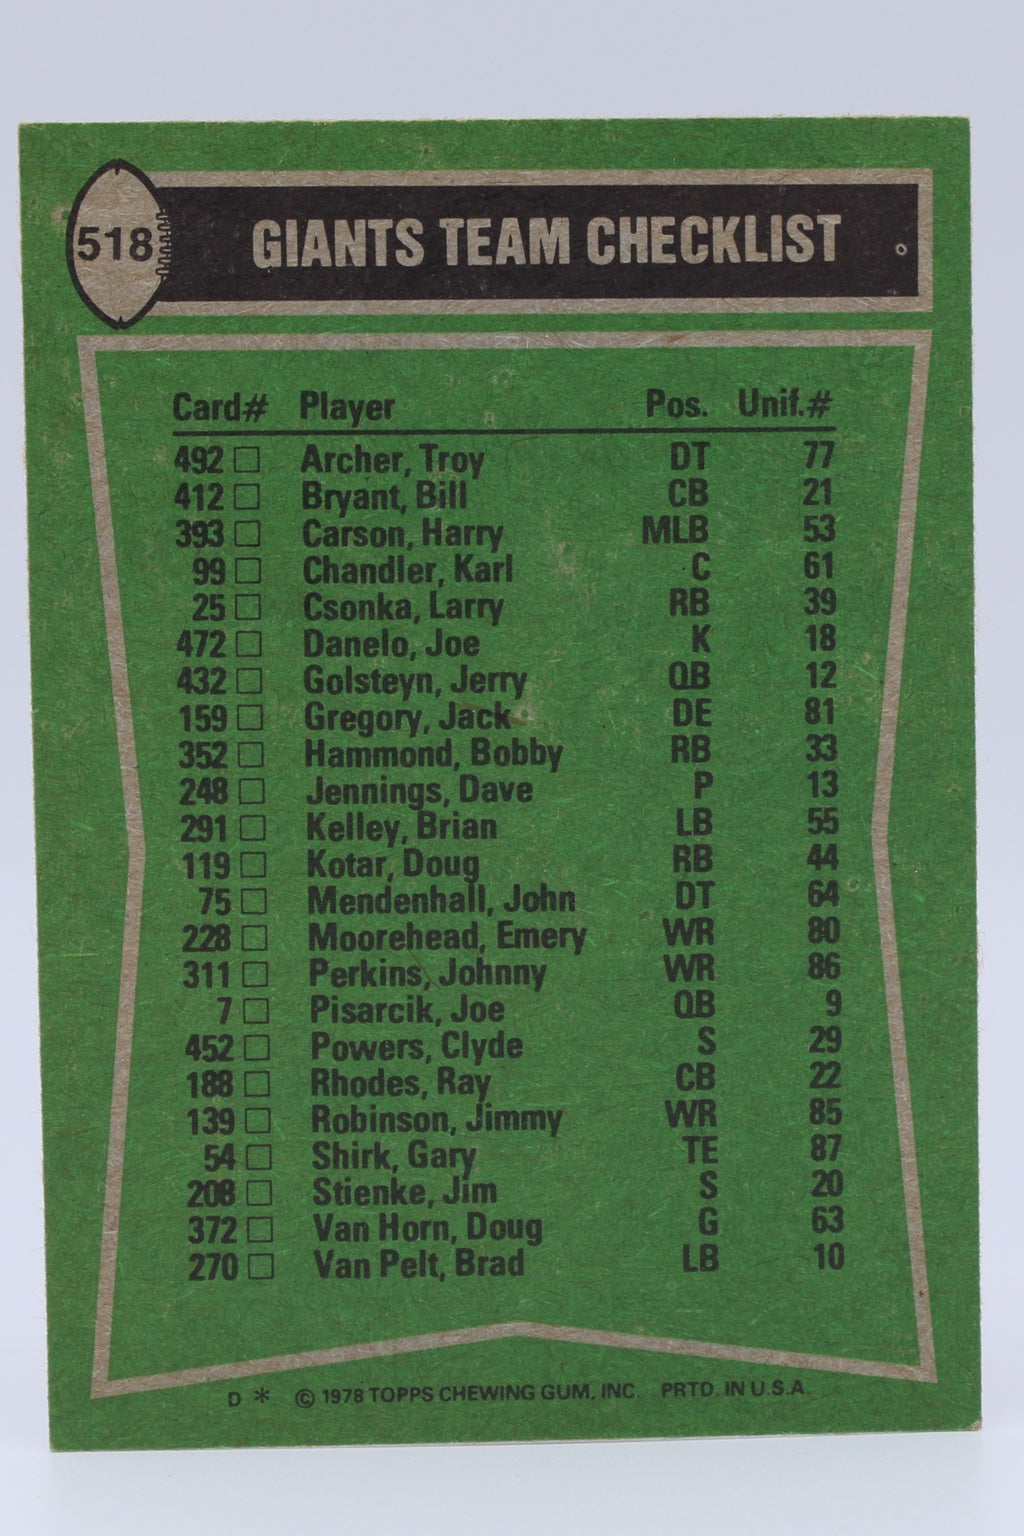 518
GIANTS TEAM CHECKLIST
Card# Player Pos. Unif.#
492 Archer, Troy DT 77
412 Bryant, Bill CB 21
393 Carson, Harry MLB 53
99 Chandler, Karl C 61
25 Csonka, Larry RB 39
472 Danelo, Joe K 18
432 Golsteyn, Jerry QB 12
159 Gregory, Jack DE 81
352 Hammond, Bobby RB 33
248 Jennings, Dave P 13
291 Kelley, Brian LB 55
119 Kotar, Doug RB 44
75 Mendenhall, John DT 64
228 Moorehead, Emery WR 80
311 Perkins, Johnny WR 86
7 Pisarcik, Joe QB 9
452 Powers, Clyde S 29
188 Rhodes, Ray CB 22
139 Robinson, Jimmy WR 85
54 Shirk, Gary TE 87
208 Stienke, Jim S 20
372 Van Horn, Doug G 63
270 Van Pelt, Brad LB 10
D * © 1978 TOPPS CHEWING GUM, INC. PRTD. IN U.S.A.